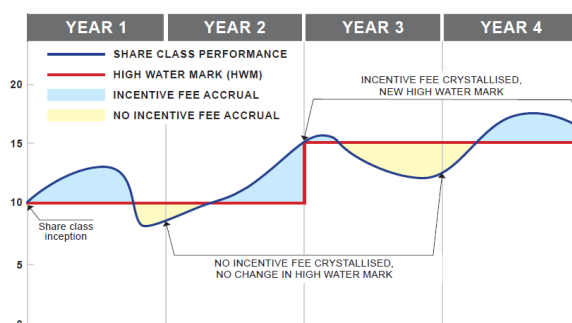 YEAR 1 YEAR 2 YEAR 3 YEAR 4
SHARE CLASS PERFORMANCE
HIGH WATER MARK (HWM)
INCENTIVE FEE ACCRUAL
NO INCENTIVE FEE ACCRUAL
INCENTIVE FEE CRYSTALLISED,
NEW HIGH WATER MARK
20
15
10
Share class
inception
5
NO INCENTIVE FEE CRYSTALLISED,
NO CHANGE IN HIGH WATER MARK
0